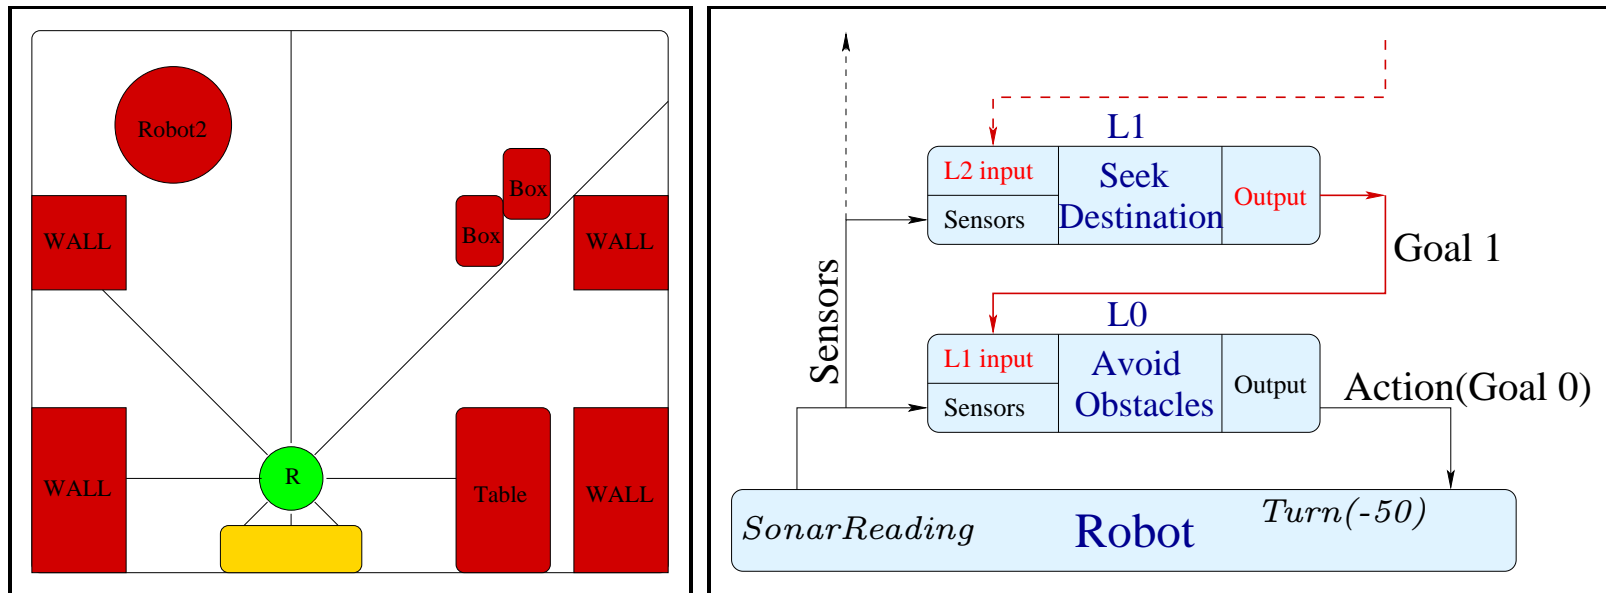 Robot2
Box
WALL
Box
WALL
R
WALL
Table
WALL
L1
L2 input
Seek
Destination
Output
Sensors
Sensors
Goal 1
L0
L1 input
Avoid
Obstacles
Output
Sensors
Action(Goal 0)
SonarReading
Robot
Turn(-50)